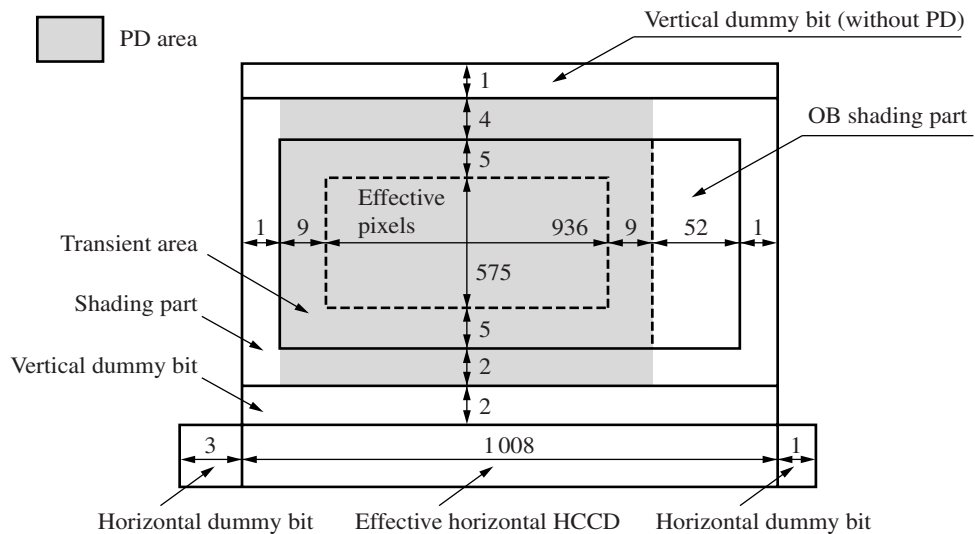 PD area
Vertical dummy bit (without PD)
1
4
OB shading part
5
Effective
pixels
1
9
936
9
52
1
Transient area
575
Shading part
5
Vertical dummy bit
2
2
3
1 008
1
Horizontal dummy bit
Effective horizontal HCCD
Horizontal dummy bit